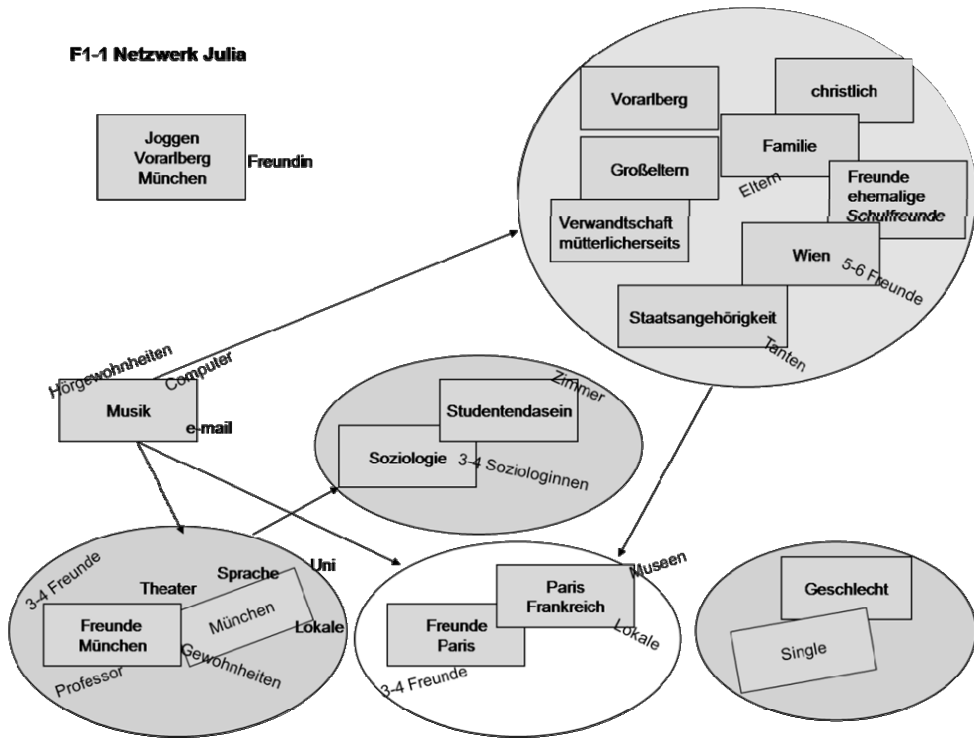 F1-1 Netzwerk Julia
Joggen
Vorarlberg
München
Freundin
Vorarlberg
christlich
Familie
Großeltern
Eltern
Freunde
ehemalige
Schulfreunde
Verwandtschaft
mütterlicherseits
Wien
5-6 Freunde
Staatsangehörigkeit
Tanten
Hörgewohnheiten
Computer
Musik
e-mail
Zimmer
Studentendasein
Soziologie
3-4 Soziologinnen
3-4 Freunde
Theater
Sprache
Uni
München
Lokale
Freunde
München
Gewohnheiten
Professor
Museen
Paris
Frankreich
Lokale
Freunde
Paris
3-4 Freunde
Geschlecht
Single